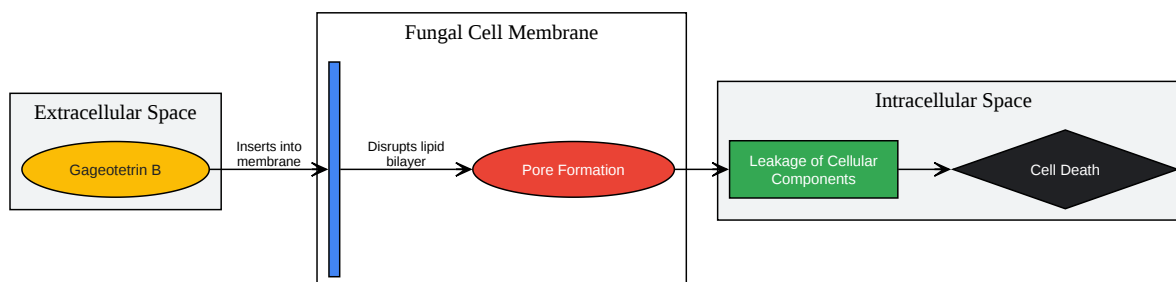 Extracellular Space
Gageotetrin B
Inserts into
membrane
Fungal Cell Membrane
Disrupts lipid
bilayer
Pore Formation
Intracellular Space
Leakage of Cellular
Components
Cell Death